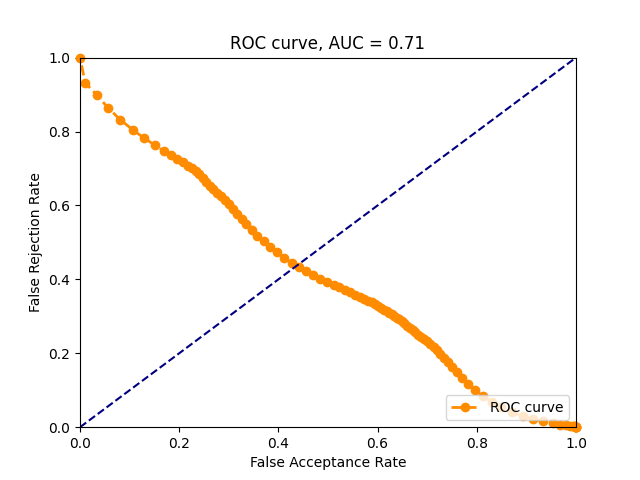 ROC curve, AUC = 0.71
1.0
0.8
0.6
0.4
0.2
0.0
False Rejection Rate
ROC curve
0.0 0.2 0.4 0.6 0.8 1.0
False Acceptance Rate